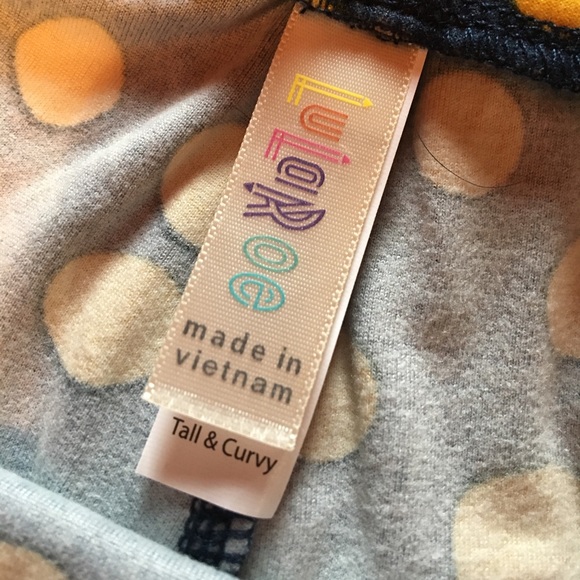 LuLaRoe
made in
vietnam
Tall & Curvy